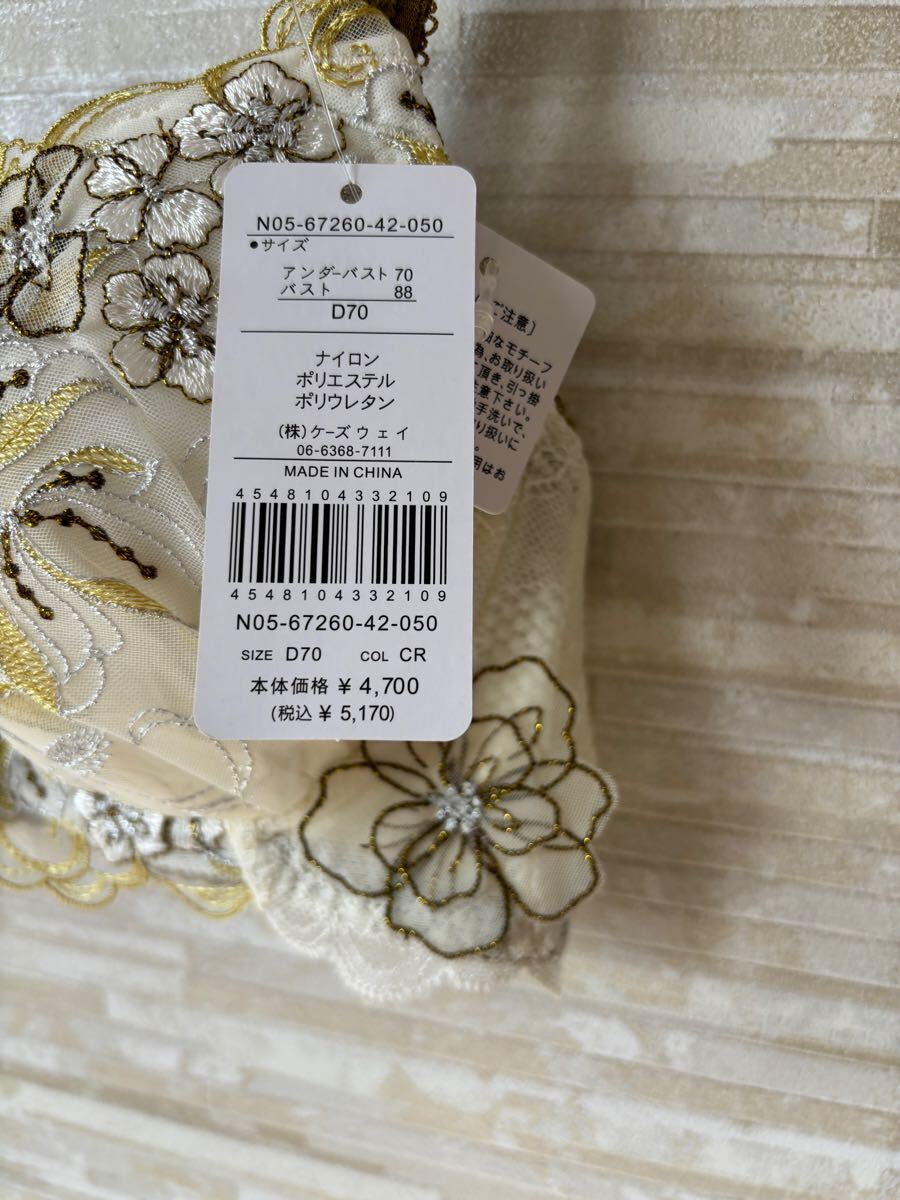 N05-67260-42-050
●サイズ
アンダーバスト 70
バスト 88
D70
ナイロン
ポリエステル
ポリウレタン
(株)ケーズウェイ
06-6368-7111
MADE IN CHINA
4548104332109
4548104332109
N05-67260-42-050
SIZE D70 COL CR
本体価格 ¥ 4,700
(税込 ¥ 5,170)
ご注意]
なモチーフ
為、お取り扱い
頂き、引っ掛
意下さい。
手洗いで、
り扱いに
。
用はお